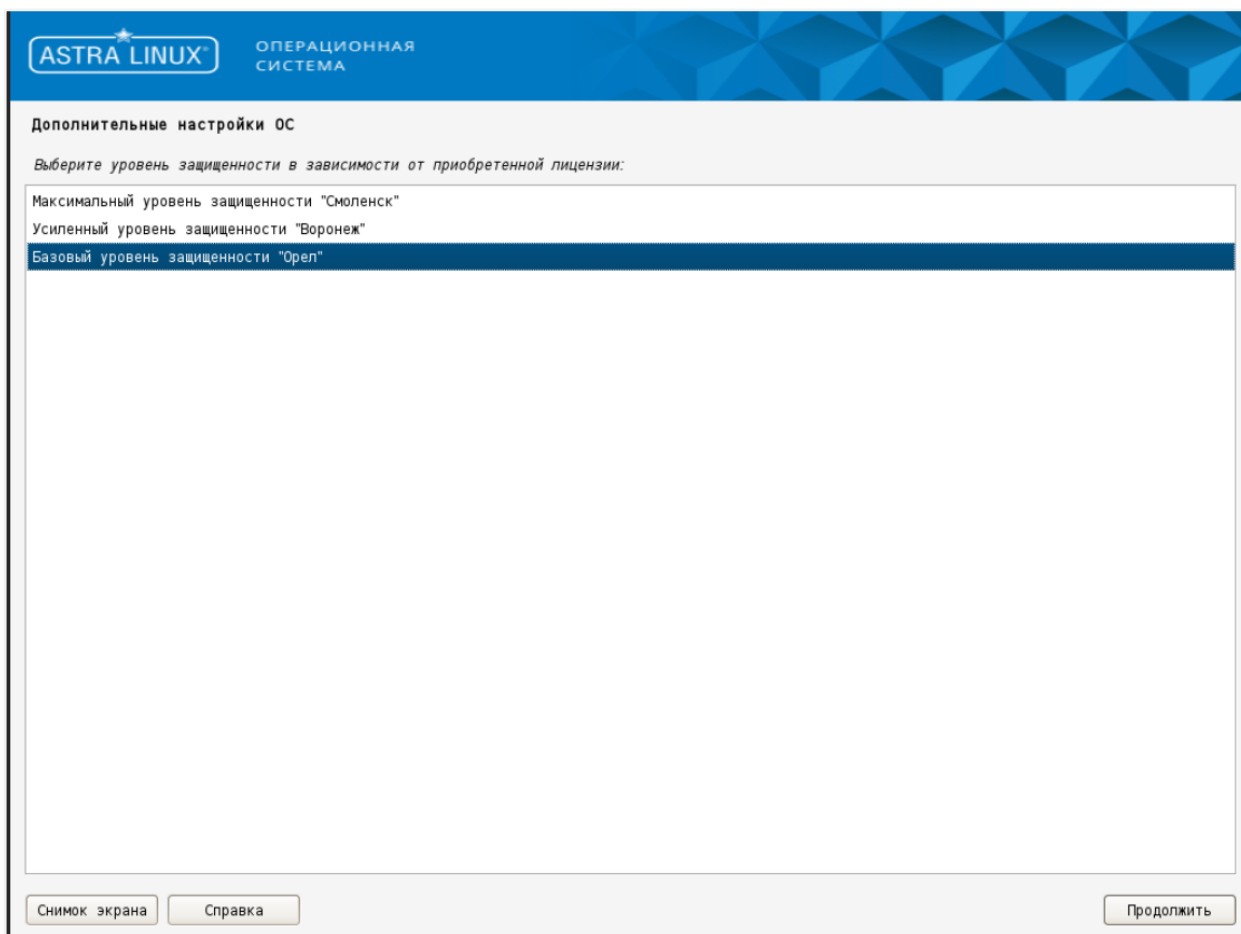 ASTRA LINUX®
ОПЕРАЦИОННАЯ
СИСТЕМА
Дополнительные настройки ОС
Выберите уровень защищенности в зависимости от приобретенной лицензии:
Максимальный уровень защищенности "Смоленск"
Усиленный уровень защищенности "Воронеж"
Базовый уровень защищенности "Орел"
Снимок экрана
Справка
Продолжить